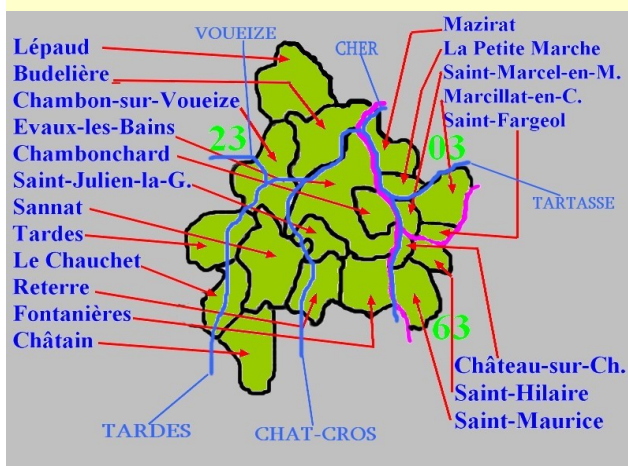 VOUEIZE
CHER
Lépaud
Budelière
Chambon-sur-Voueize
Evaux-les-Bains
Chambonchard
Saint-Julien-la-G.
Sannat
Tardes
Le Chauchet
Reterre
Fontanières
Châtain
Mazirat
La Petite Marche
Saint-Marcel-en-M.
Marcillat-en-C.
Saint-Fargeol
23
03
TARTASSE
63
Château-sur-Ch.
Saint-Hilaire
Saint-Maurice
TARDES
CHAT-CROS